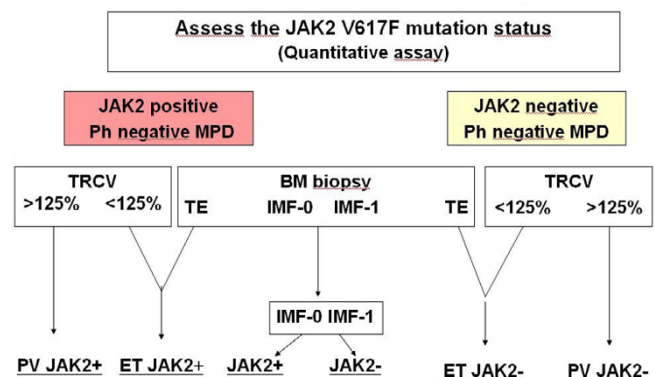 Assess the JAK2 V617F mutation status
(Quantitative assay)
JAK2 positive
Ph negative MPD
JAK2 negative
Ph negative MPD
TRCV
>125% <125%
BM biopsy
TE IMF-0 IMF-1 TE
TRCV
<125% >125%
IMF-0 IMF-1
PV JAK2+ ET JAK2+ JAK2+ JAK2- ET JAK2- PV JAK2-